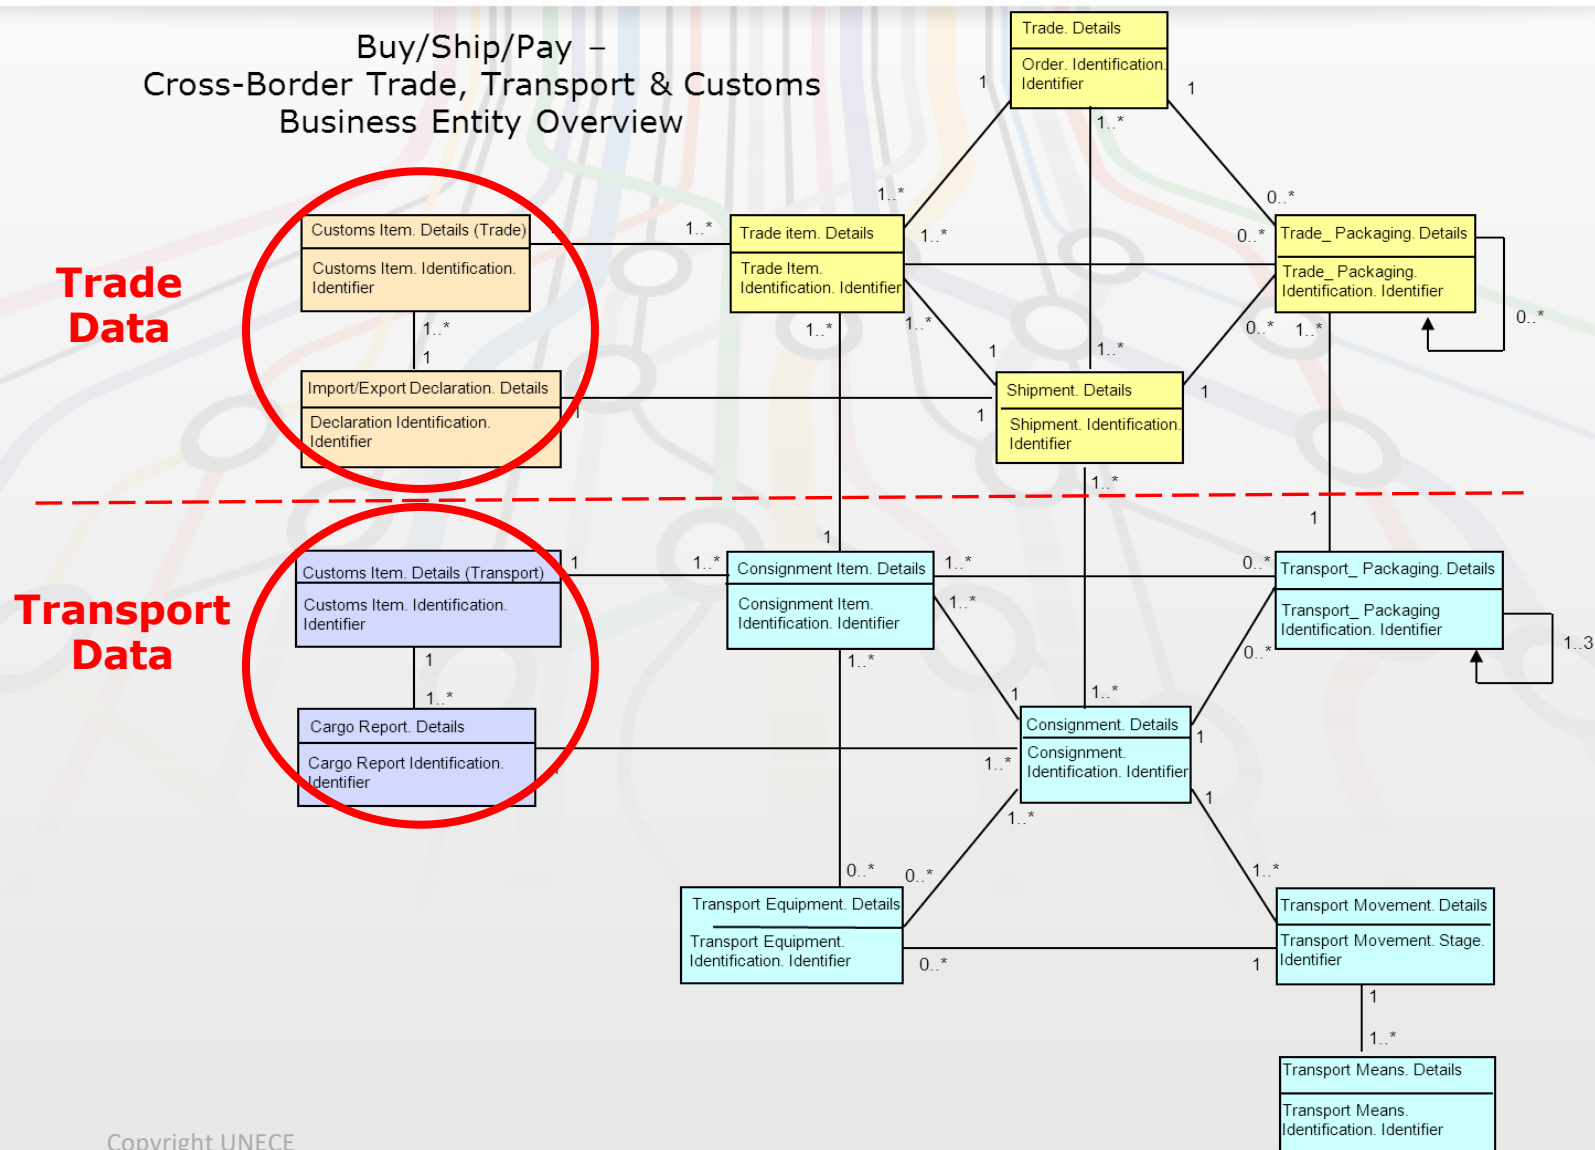 Buy/Ship/Pay –
Cross-Border Trade, Transport & Customs
Business Entity Overview
Trade. Details
Order. Identification.
Identifier
1
1
1..*
1..*
0..*
Trade
Data
Customs Item. Details (Trade)
Customs Item. Identification.
Identifier
1..*
Trade item. Details
Trade Item.
Identification. Identifier
1..*
0..*
Trade_ Packaging. Details
Trade_ Packaging.
Identification. Identifier
0..*
1..*
1
1..*
1..*
1
1..*
0..*
1..*
Import/Export Declaration. Details
Declaration Identification.
Identifier
1
1
Shipment. Details
Shipment. Identification.
Identifier
1
1..*
1
1
Transport
Data
Customs Item. Details (Transport)
Customs Item. Identification.
Identifier
1
1..*
Consignment Item. Details
Consignment Item.
Identification. Identifier
1..*
1..*
0..*
Transport_ Packaging. Details
Transport_ Packaging
Identification. Identifier
1..3
1
1..*
1..*
1
1..*
0..*
Cargo Report. Details
Cargo Report Identification.
Identifier
1..*
Consignment. Details
Consignment.
Identification. Identifier
1
1
1..*
0..*
0..*
1..*
Transport Equipment. Details
Transport Equipment.
Identification. Identifier
0..*
1
Transport Movement. Details
Transport Movement. Stage.
Identifier
1
1..*
Transport Means. Details
Transport Means.
Identification. Identifier
Copyright UNECE